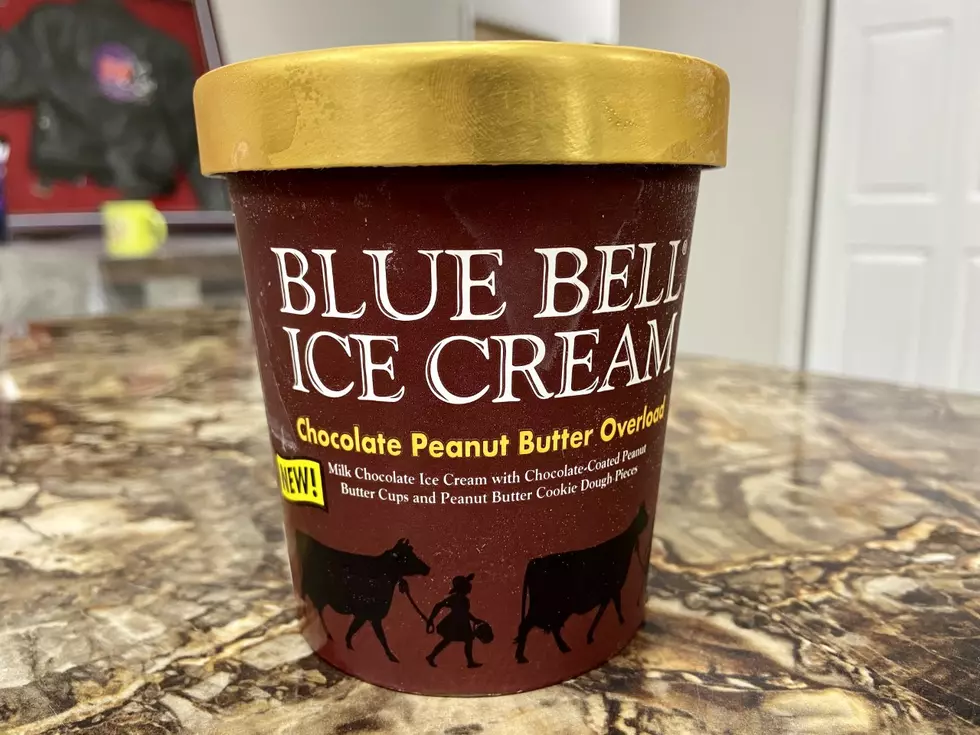 BLUE BELL®
ICE CREAM
Chocolate Peanut Butter Overload
NEW!
Milk Chocolate Ice Cream with Chocolate-Coated Peanut
Butter Cups and Peanut Butter Cookie Dough Pieces